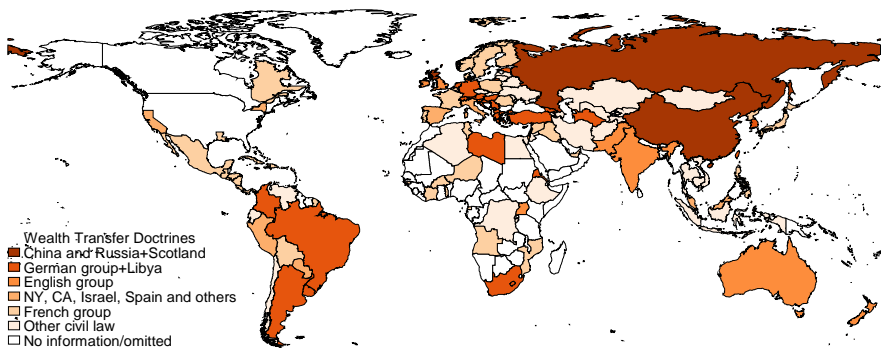 Wealth Transfer Doctrines
China and Russia+Scotland
German group+Libya
English group
NY, CA, Israel, Spain and others
French group
Other civil law
No information/omitted